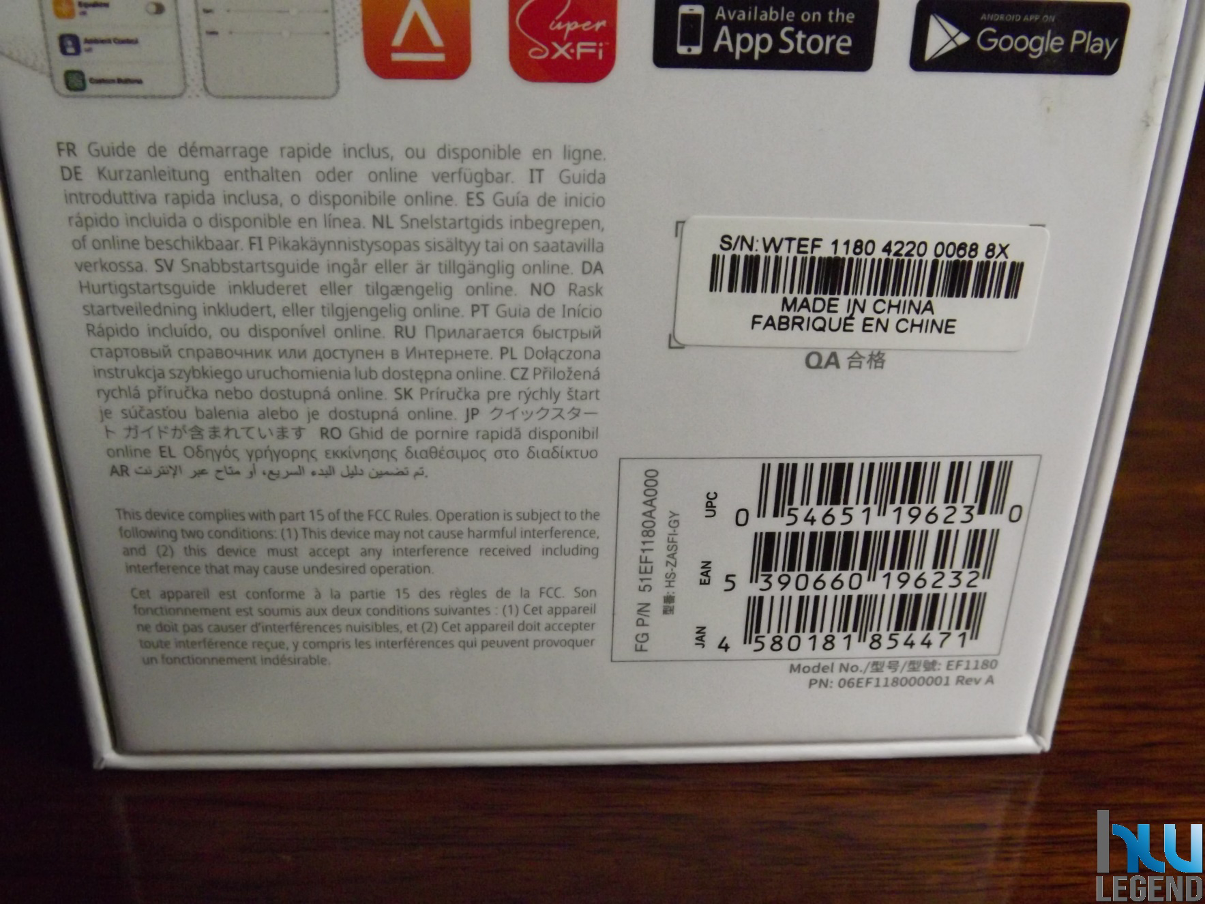 Equalizer
Ambient Control
Off
Custom Buttons
Super
X-Fi
Available on the
App Store
ANDROID APP ON
Google Play
FR Guide de démarrage rapide inclus, ou disponible en ligne.
DE Kurzanleitung enthalten oder online verfügbar. IT Guida
introduttiva rapida inclusa, o disponibile online. ES Guía de inicio
rápido incluida o disponible en línea. NL Snelstartgids inbegrepen,
of online beschikbaar. FI Pikakäynnistysopas sisältyy tai on saatavilla
verkossa. SV Snabbstartsguide ingår eller är tillgänglig online. DA
Hurtigstartsguide inkluderet eller tilgængelig online. NO Rask
startveiledning inkludert, eller tilgjengelig online. PT Guia de Início
Rápido incluído, ou disponível online. RU Прилагается быстрый
стартовый справочник или доступен в Интернете. PL Dołączona
instrukcja szybkiego uruchomienia lub dostępna online. CZ Přiložená
rychlá příručka nebo dostupná online. SK Príručka pre rýchly štart
je súčasťou balenia alebo je dostupná online. JP クイックスター
ト ガイドが含まれています RO Ghid de pornire rapidă disponibil
online EL Οδηγός γρήγορης εκκίνησης διαθέσιμος στο διαδίκτυο
AR تم تضمين دليل البدء السريع، أو متاح عبر الإنترنت.
This device complies with part 15 of the FCC Rules. Operation is subject to the
following two conditions: (1) This device may not cause harmful interference,
and (2) this device must accept any interference received including
interference that may cause undesired operation.
Cet appareil est conforme à la partie 15 des règles de la FCC. Son
fonctionnement est soumis aux deux conditions suivantes : (1) Cet appareil
ne doit pas causer d'interférences nuisibles, et (2) Cet appareil doit accepter
toute interférence reçue, y compris les interférences qui peuvent provoquer
un fonctionnement indésirable.
S/N: WTEF 1180 4220 0068 8X
MADE IN CHINA
FABRIQUÉ EN CHINE
QA 合格
FG P/N 51EF1180AA000
型番: HS-ZASFI-GY
UPC
0 54651 19623 0
EAN
5 390660 196232
JAN
4 580181 854471
Model No./型号/型號: EF1180
PN: 06EF118000001 Rev A
LEGEND